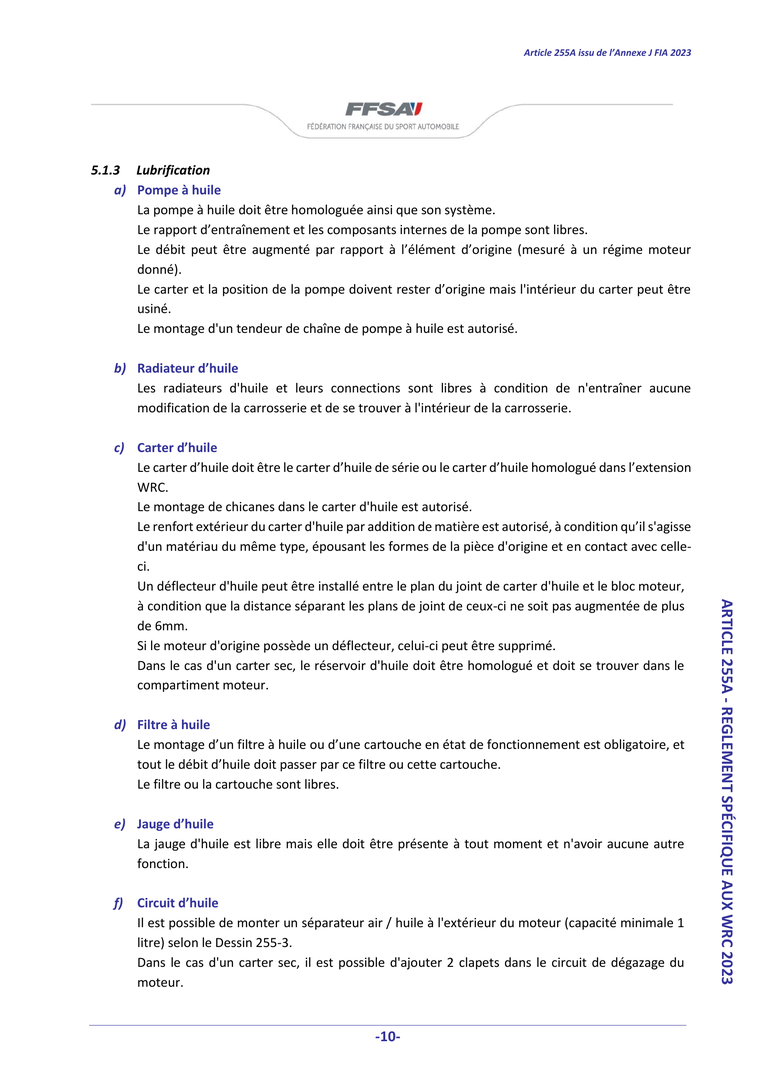 Article 255A issu de l’Annexe J FIA 2023
FFSA
FÉDÉRATION FRANÇAISE DU SPORT AUTOMOBILE
5.1.3 Lubrification
a) Pompe à huile
La pompe à huile doit être homologuée ainsi que son système.
Le rapport d’entraînement et les composants internes de la pompe sont libres.
Le débit peut être augmenté par rapport à l’élément d’origine (mesuré à un régime moteur
donné).
Le carter et la position de la pompe doivent rester d’origine mais l'intérieur du carter peut être
usiné.
Le montage d'un tendeur de chaîne de pompe à huile est autorisé.
b) Radiateur d’huile
Les radiateurs d'huile et leurs connections sont libres à condition de n'entraîner aucune
modification de la carrosserie et de se trouver à l'intérieur de la carrosserie.
c) Carter d’huile
Le carter d’huile doit être le carter d’huile de série ou le carter d’huile homologué dans l’extension
WRC.
Le montage de chicanes dans le carter d'huile est autorisé.
Le renfort extérieur du carter d'huile par addition de matière est autorisé, à condition qu’il s'agisse
d'un matériau du même type, épousant les formes de la pièce d'origine et en contact avec celle-
ci.
Un déflecteur d'huile peut être installé entre le plan du joint de carter d'huile et le bloc moteur,
à condition que la distance séparant les plans de joint de ceux-ci ne soit pas augmentée de plus
de 6mm.
Si le moteur d'origine possède un déflecteur, celui-ci peut être supprimé.
Dans le cas d'un carter sec, le réservoir d'huile doit être homologué et doit se trouver dans le
compartiment moteur.
d) Filtre à huile
Le montage d’un filtre à huile ou d’une cartouche en état de fonctionnement est obligatoire, et
tout le débit d’huile doit passer par ce filtre ou cette cartouche.
Le filtre ou la cartouche sont libres.
e) Jauge d’huile
La jauge d'huile est libre mais elle doit être présente à tout moment et n'avoir aucune autre
fonction.
f) Circuit d’huile
Il est possible de monter un séparateur air / huile à l'extérieur du moteur (capacité minimale 1
litre) selon le Dessin 255-3.
Dans le cas d'un carter sec, il est possible d'ajouter 2 clapets dans le circuit de dégazage du
moteur.
ARTICLE 255A - REGLEMENT SPÉCIFIQUE AUX WRC 2023
-10-